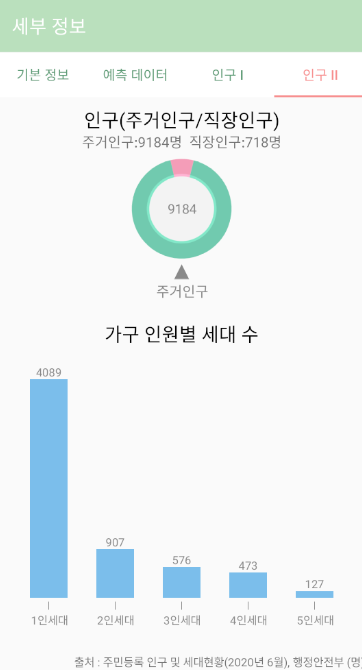 세부 정보
기본 정보 예측 데이터 인구 I 인구 II
인구(주거인구/직장인구)
주거인구:9184명 직장인구:718명
9184
주거인구
가구 인원별 세대 수
4089
907
576
473
127
1인세대 2인세대 3인세대 4인세대 5인세대
출처 : 주민등록 인구 및 세대현황(2020년 6월), 행정안전부 (명